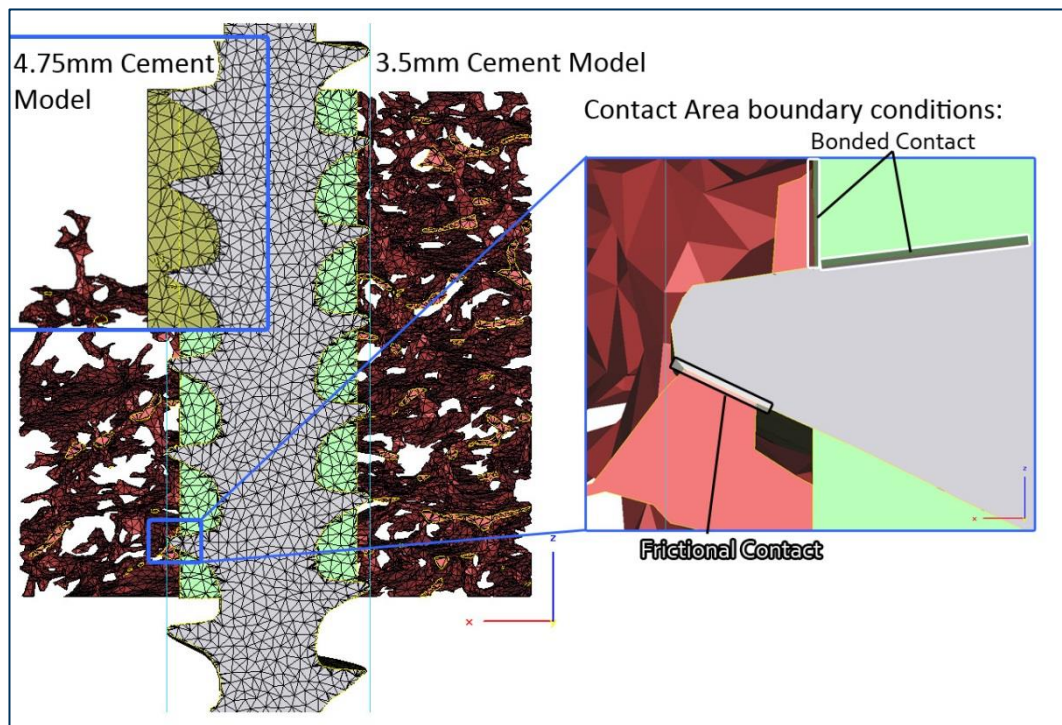 4.75mm Cement
Model
3.5mm Cement Model
Contact Area boundary conditions:
Bonded Contact
Frictional Contact
z
x
z
x